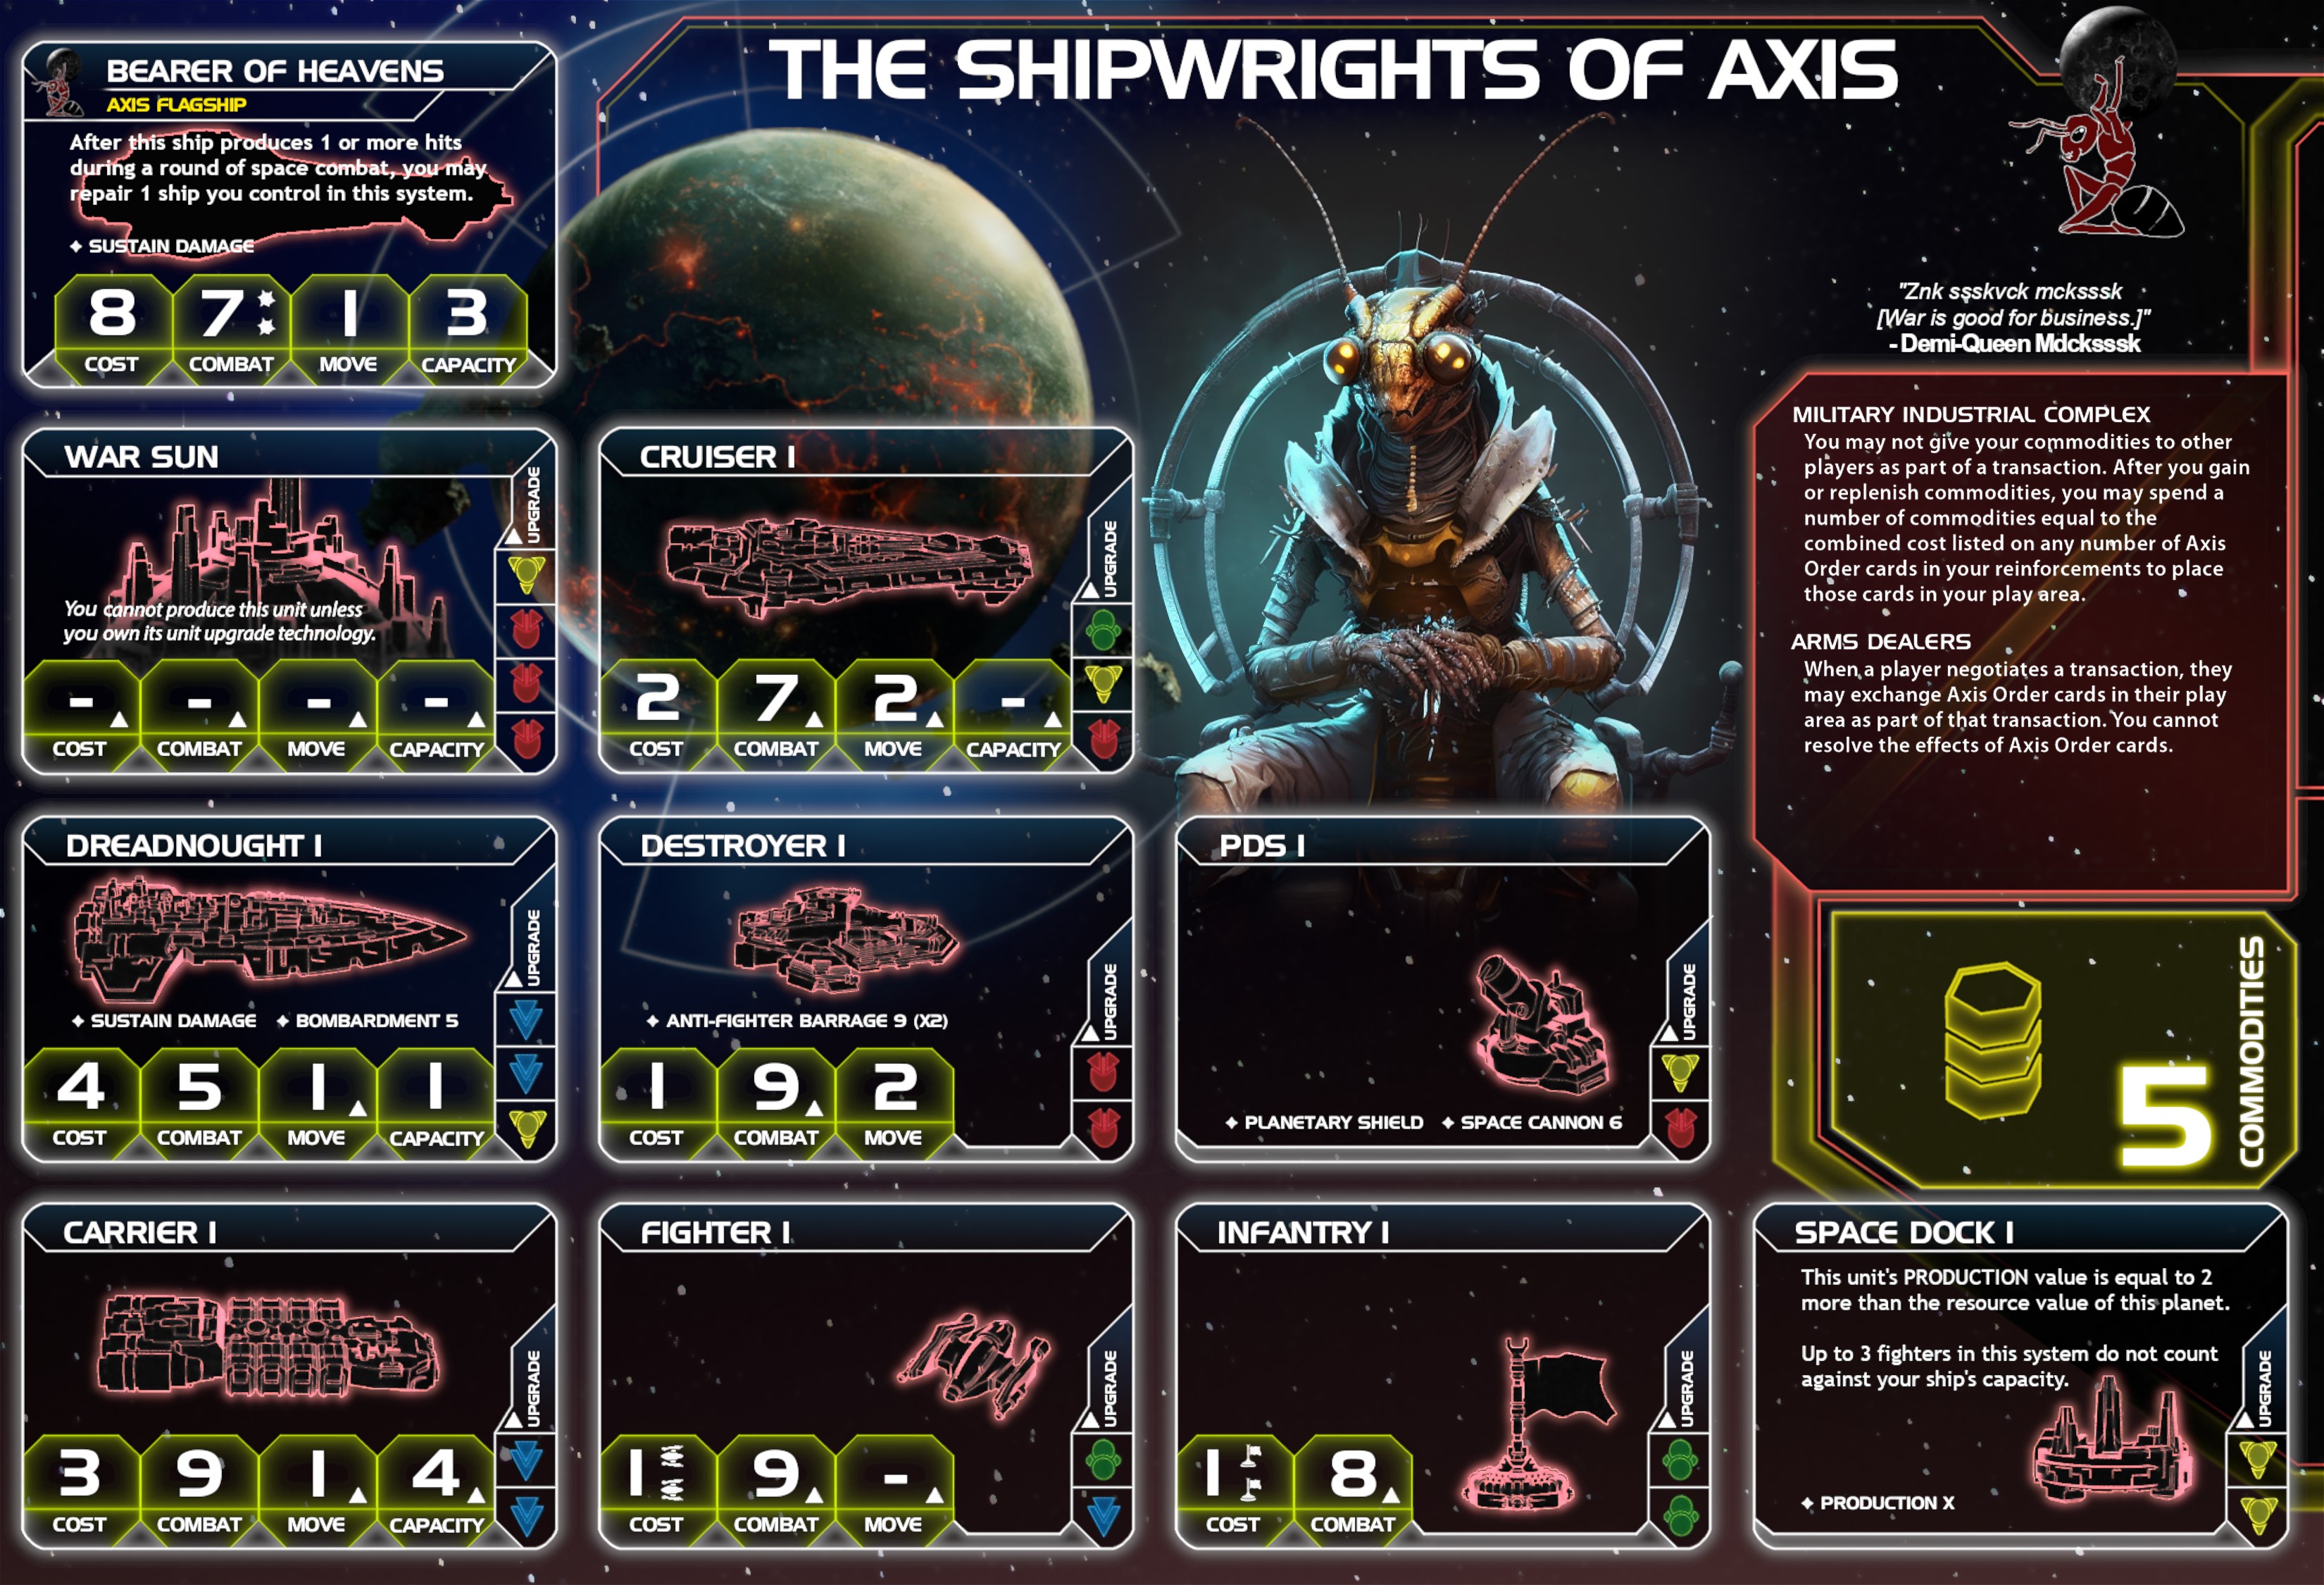 THE SHIPWRIGHTS OF AXIS
BEARER OF HEAVENS
AXIS FLAGSHIP
After this ship produces 1 or more hits
during a round of space combat, you may
repair 1 ship you control in this system.
SUSTAIN DAMAGE
8 7 1 3
COST COMBAT MOVE CAPACITY
"Znk ssskvck mcksssk
[War is good for business.]"
- Demi-Queen Mdcksssk
WAR SUN
UPGRADE
You cannot produce this unit unless
you own its unit upgrade technology.
- - - -
COST COMBAT MOVE CAPACITY
CRUISER I
UPGRADE
2 7 2 -
COST COMBAT MOVE CAPACITY
MILITARY INDUSTRIAL COMPLEX
You may not give your commodities to other
players as part of a transaction. After you gain
or replenish commodities, you may spend a
number of commodities equal to the
combined cost listed on any number of Axis
Order cards in your reinforcements to place
those cards in your play area.
ARMS DEALERS
When a player negotiates a transaction, they
may exchange Axis Order cards in their play
area as part of that transaction. You cannot
resolve the effects of Axis Order cards.
DREADNOUGHT I
UPGRADE
SUSTAIN DAMAGE BOMBARDMENT 5
4 5 1 1
COST COMBAT MOVE CAPACITY
DESTROYER I
UPGRADE
ANTI-FIGHTER BARRAGE 9 (X2)
1 9 2
COST COMBAT MOVE
PDS I
UPGRADE
PLANETARY SHIELD SPACE CANNON 6
5
COMMODITIES
CARRIER I
UPGRADE
3 9 1 4
COST COMBAT MOVE CAPACITY
FIGHTER I
UPGRADE
1 9 -
COST COMBAT MOVE
INFANTRY I
UPGRADE
1 8
COST COMBAT
SPACE DOCK I
This unit's PRODUCTION value is equal to 2
more than the resource value of this planet.
Up to 3 fighters in this system do not count
against your ship's capacity.
UPGRADE
PRODUCTION X